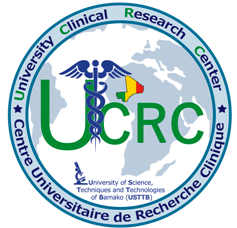 University Clinical Research Center
UCRC
University of Science,
Techniques and Technologies
of Bamako (USTTB)
★ Centre Universitaire de Recherche Clinique ★